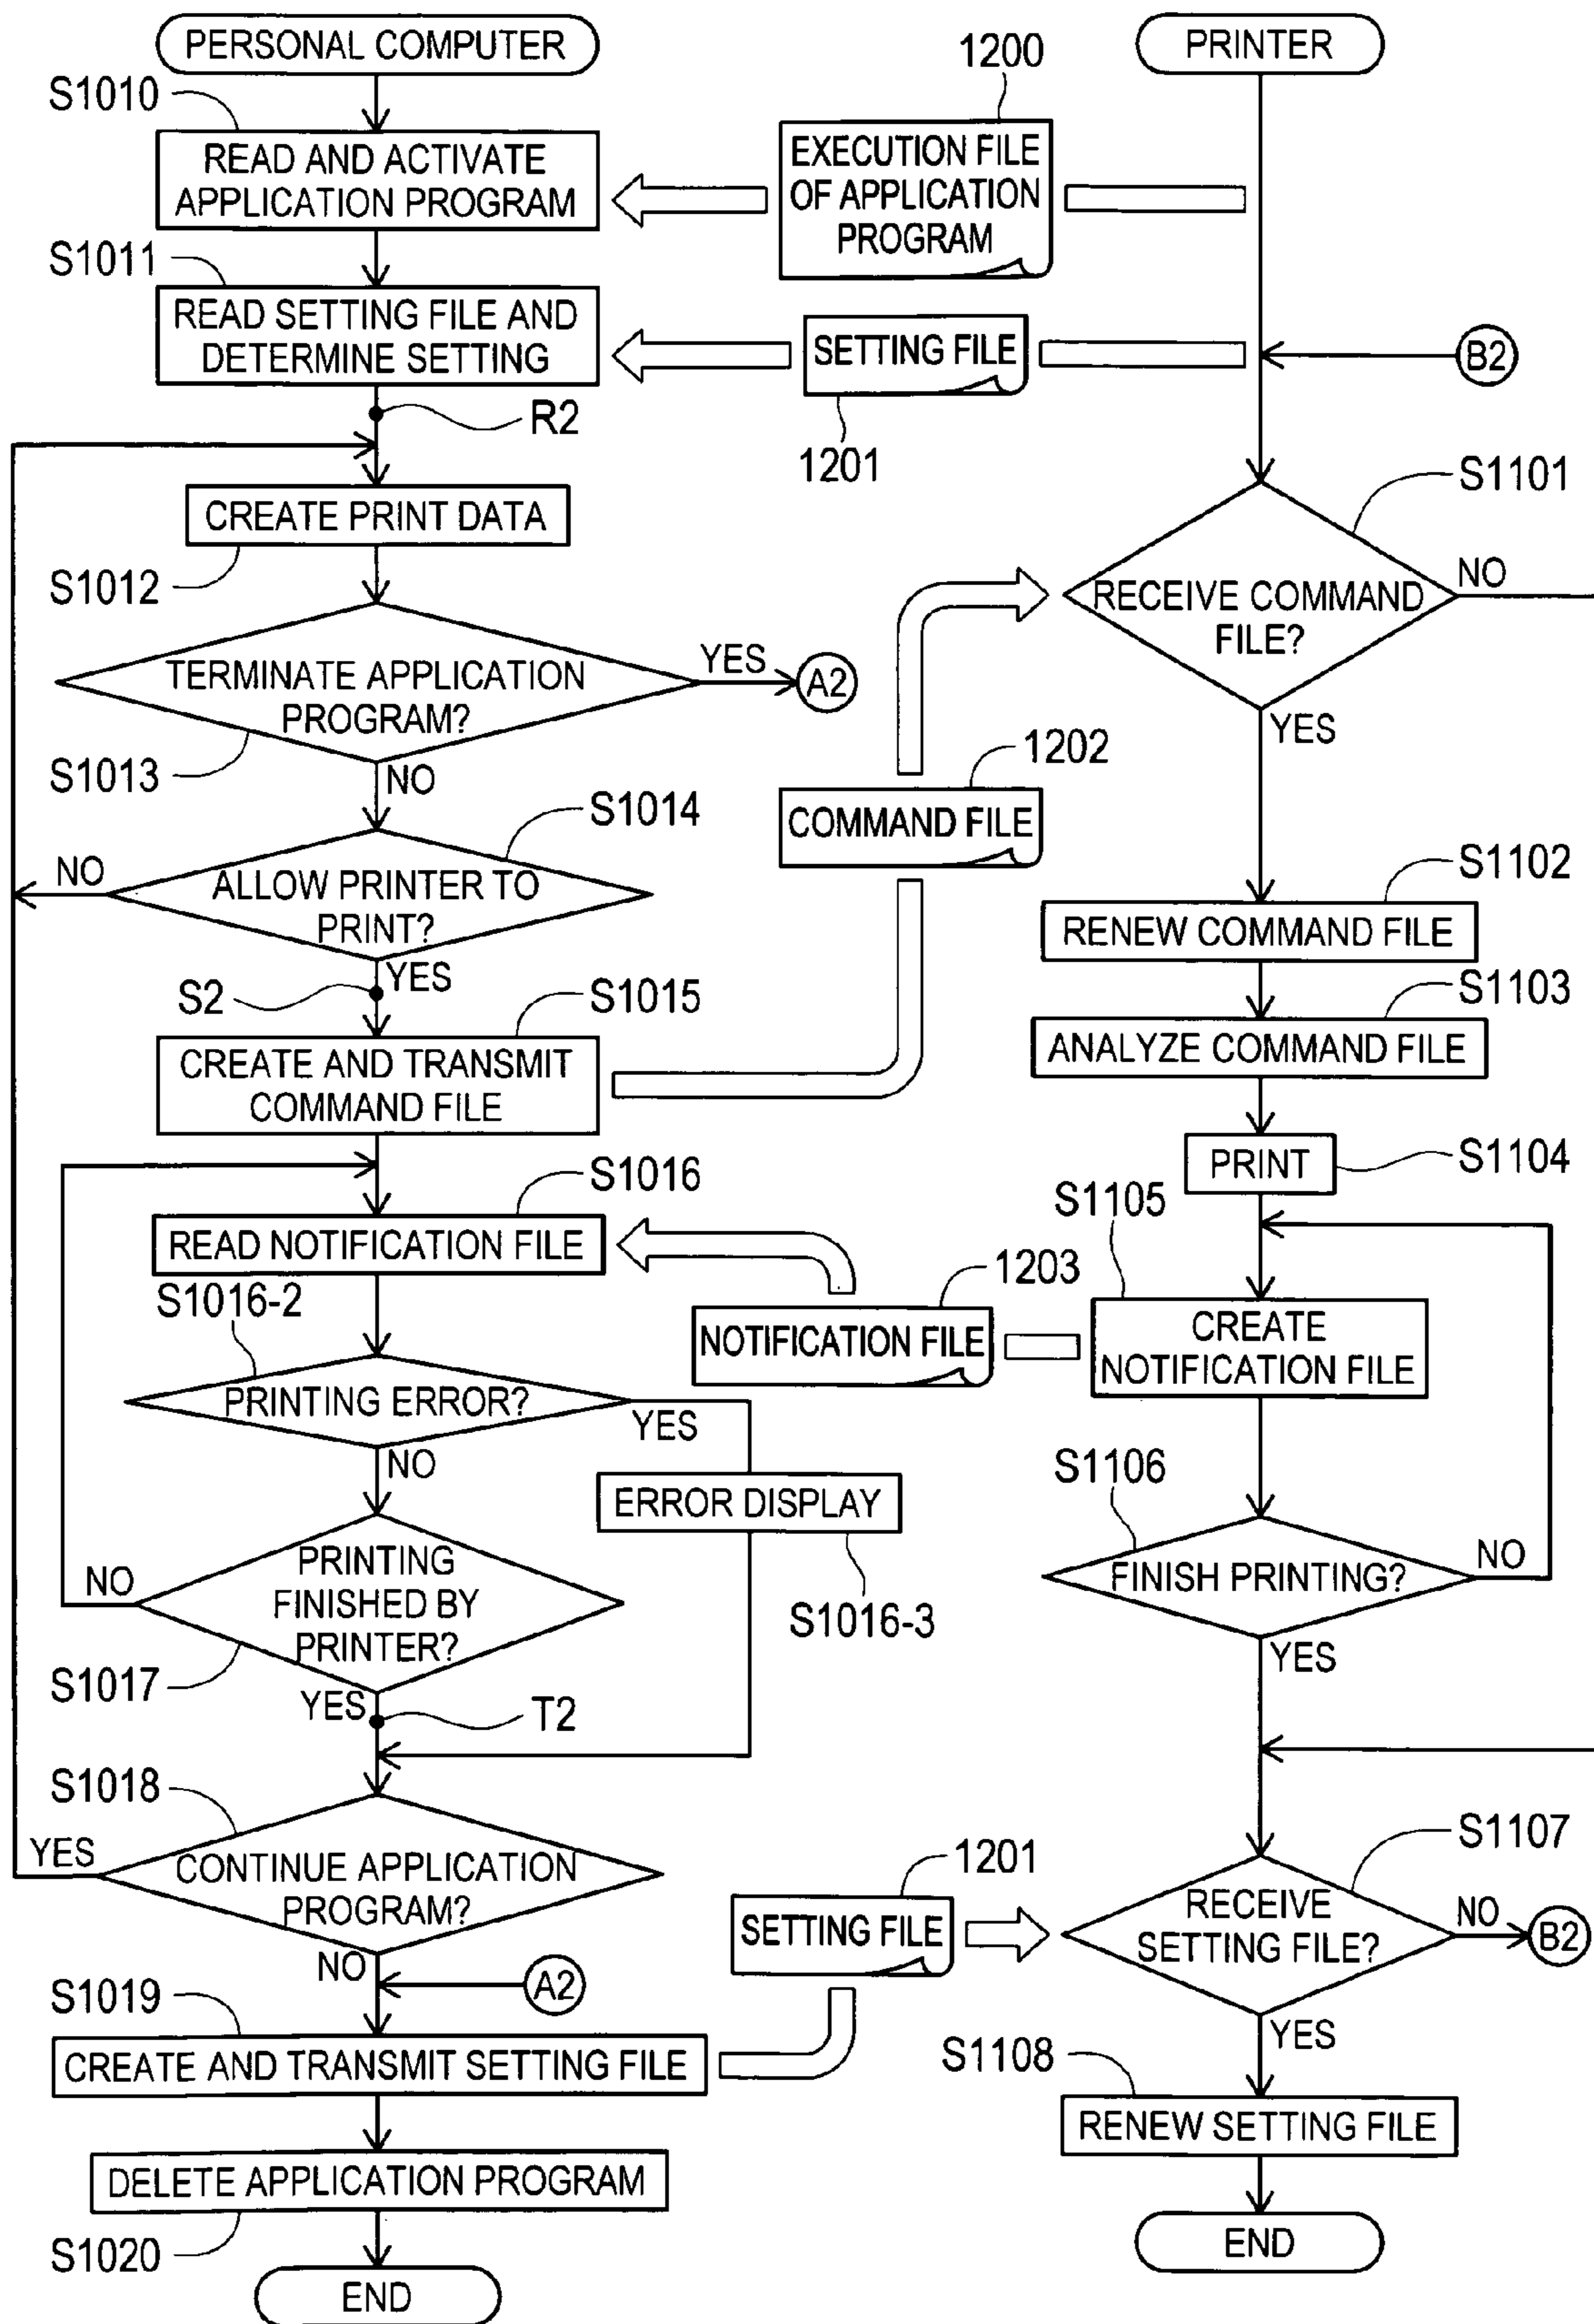 PERSONAL COMPUTER
S1010
READ AND ACTIVATE
APPLICATION PROGRAM
S1011
READ SETTING FILE AND
DETERMINE SETTING
R2
CREATE PRINT DATA
S1012
TERMINATE APPLICATION
PROGRAM?
YES
A2
S1013
NO
S1014
ALLOW PRINTER TO
PRINT?
NO
YES
S2
S1015
CREATE AND TRANSMIT
COMMAND FILE
S1016
READ NOTIFICATION FILE
S1016-2
PRINTING ERROR?
YES
NO
ERROR DISPLAY
S1016-3
PRINTING
FINISHED BY
PRINTER?
NO
S1017
YES
T2
S1018
CONTINUE APPLICATION
PROGRAM?
YES
NO
A2
S1019
CREATE AND TRANSMIT SETTING FILE
DELETE APPLICATION PROGRAM
S1020
END
1200
EXECUTION FILE
OF APPLICATION
PROGRAM
SETTING FILE
1201
1202
COMMAND FILE
1203
NOTIFICATION FILE
1201
SETTING FILE
PRINTER
B2
S1101
RECEIVE COMMAND
FILE?
NO
YES
S1102
RENEW COMMAND FILE
S1103
ANALYZE COMMAND FILE
PRINT
S1104
S1105
CREATE
NOTIFICATION FILE
S1106
FINISH PRINTING?
NO
YES
S1107
RECEIVE
SETTING FILE?
NO
B2
YES
S1108
RENEW SETTING FILE
END